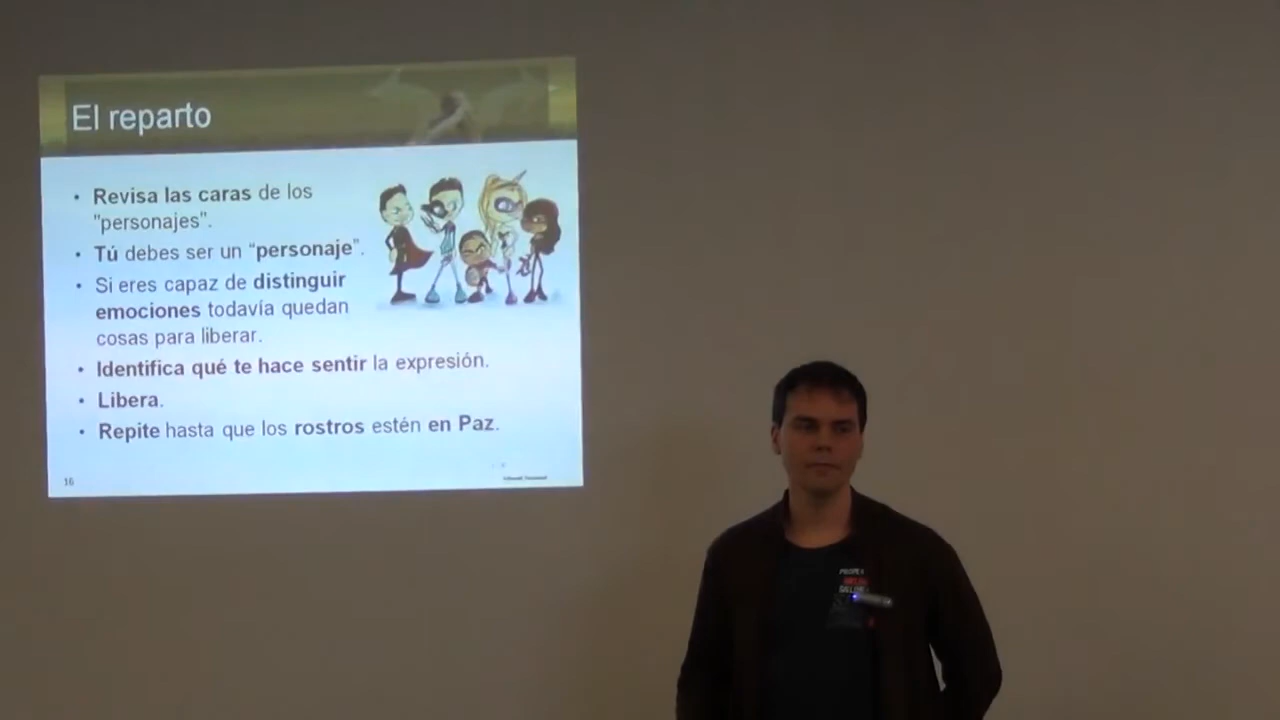 El reparto
• Revisa las caras de los
"personajes".
• Tú debes ser un “personaje”.
• Si eres capaz de distinguir
emociones todavía quedan
cosas para liberar.
• Identifica qué te hace sentir la expresión.
• Libera.
• Repite hasta que los rostros estén en Paz.
16